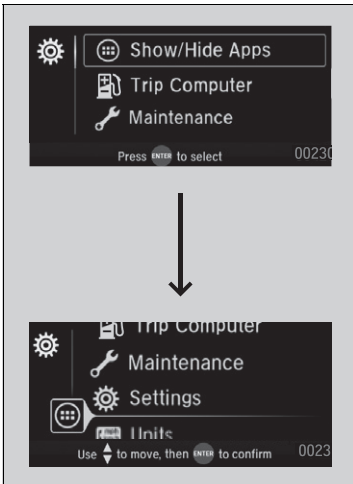 Show/Hide Apps
Trip Computer
Maintenance
Press ENTER to select 00230
Trip Computer
Maintenance
Settings
Units
Use to move, then ENTER to confirm 0023